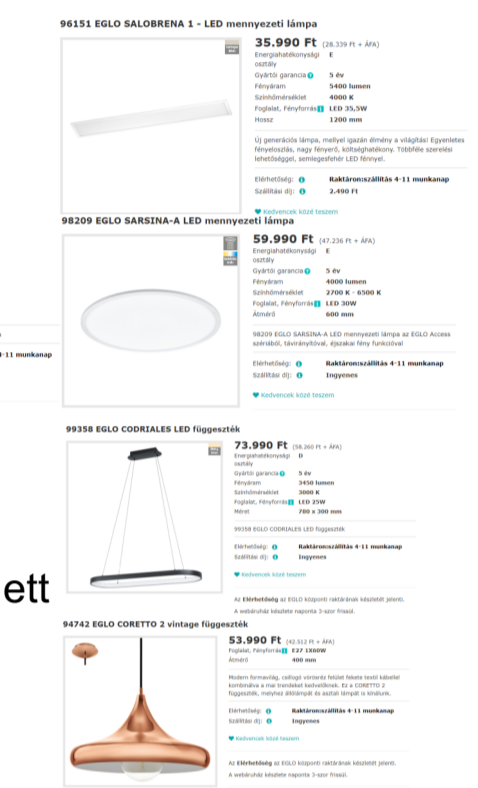 96151 EGLO SALOBRENA 1 - LED mennyezeti lámpa
35.990 Ft (28.339 Ft + ÁFA)
Energiahatékonysági osztály E
Gyártói garancia 5 év
Fényáram 5400 lumen
Színhőmérséklet 4000 K
Foglalat, Fényforrás LED 35,5W
Hossz 1200 mm
Új generációs lámpa, mellyel igazán élmény a világítás! Egyenletes
fényeloszlás, nagy fényerő, költséghatékony. Többféle szerelési
lehetőséggel, semlegesfehér LED fénnyel.
Elérhetőség: Raktáron:szállítás 4-11 munkanap
Szállítási díj: 2.490 Ft
Kedvencek közé teszem
98209 EGLO SARSINA-A LED mennyezeti lámpa
59.990 Ft (47.236 Ft + ÁFA)
Energiahatékonysági osztály E
Gyártói garancia 5 év
Fényáram 4000 lumen
Színhőmérséklet 2700 K - 6500 K
Foglalat, Fényforrás LED 30W
Átmérő 600 mm
98209 EGLO SARSINA-A LED mennyezeti lámpa az EGLO Access
szériából, távirányítóval, éjszakai fény funkcióval
Elérhetőség: Raktáron:szállítás 4-11 munkanap
Szállítási díj: Ingyenes
Kedvencek közé teszem
4-11 munkanap
99358 EGLO CODRIALES LED függeszték
73.990 Ft (58.260 Ft + ÁFA)
Energiahatékonysági osztály D
Gyártói garancia 5 év
Fényáram 3450 lumen
Színhőmérséklet 3000 K
Foglalat, Fényforrás LED 25W
Méret 780 x 300 mm
99358 EGLO CODRIALES LED függeszték
Elérhetőség: Raktáron:szállítás 4-11 munkanap
Szállítási díj: Ingyenes
Kedvencek közé teszem
Az Elérhetőség az EGLO központi raktárának készletét jelenti.
A webáruház készlete naponta 3-szor frissül.
ett
94742 EGLO CORETTO 2 vintage függeszték
53.990 Ft (42.512 Ft + ÁFA)
Foglalat, Fényforrás E27 1X60W
Átmérő 400 mm
Modern formavilág, csillogó vörösréz felület fekete textil kábellel
kombinálva a mai trendeket kedvelőknek. Ez a CORETTO 2
függeszték, melyhez állólámpát és asztali lámpát is kínálunk.
Elérhetőség: Raktáron:szállítás 4-11 munkanap
Szállítási díj: Ingyenes
Kedvencek közé teszem
Az Elérhetőség az EGLO központi raktárának készletét jelenti.
A webáruház készlete naponta 3-szor frissül.